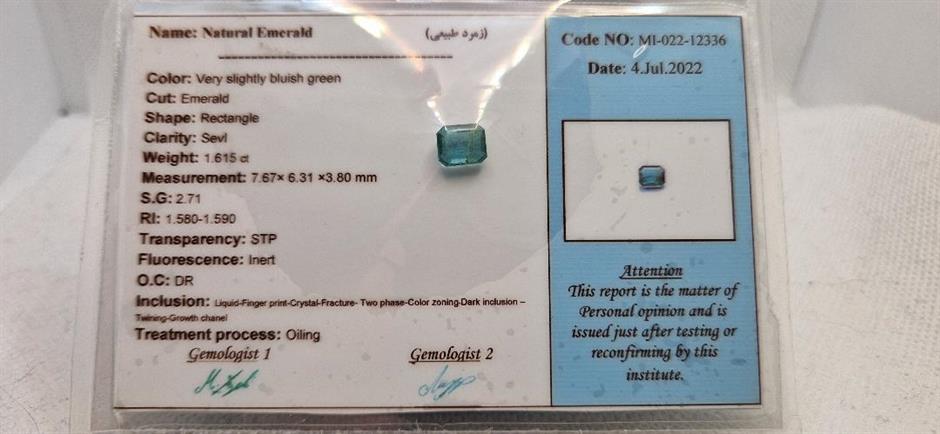 Name: Natural Emerald (زمرد طبیعی)
Color: Very slightly bluish green
Cut: Emerald
Shape: Rectangle
Clarity: Sevl
Weight: 1.615 ct
Measurement: 7.67× 6.31 ×3.80 mm
S.G: 2.71
RI: 1.580-1.590
Transparency: STP
Fluorescence: Inert
O.C: DR
Inclusion: Liquid-Finger print-Crystal-Fracture- Two phase-Color zoning-Dark inclusion –
Twining-Growth chanel
Treatment process: Oiling
Gemologist 1 Gemologist 2
Code NO: MI-022-12336
Date: 4.Jul.2022
Attention
This report is the matter of
Personal opinion and is
issued just after testing or
reconfirming by this
institute.